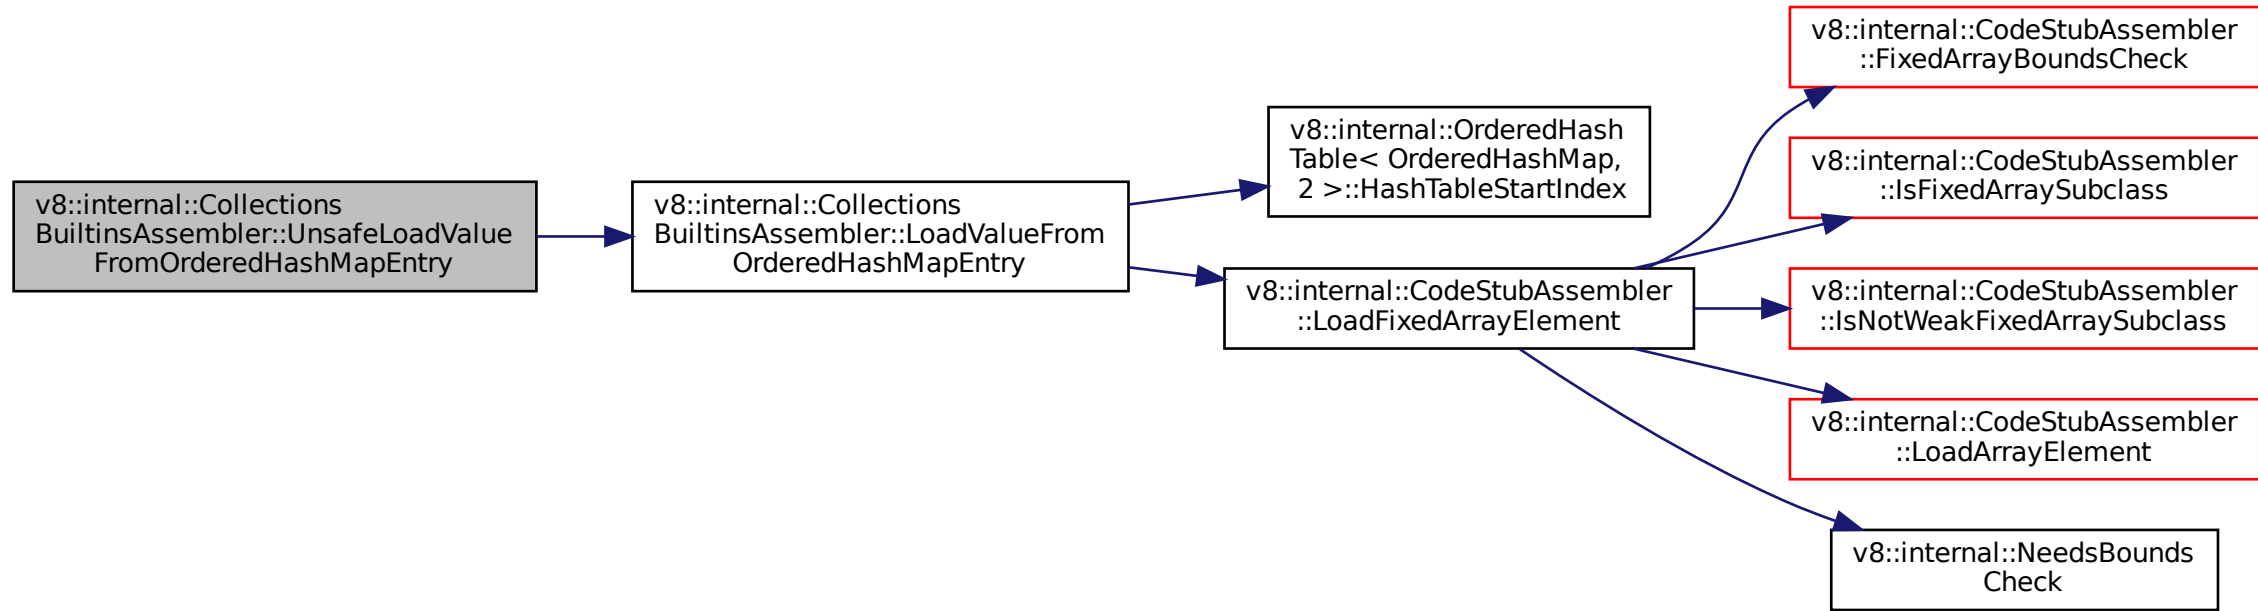 v8::internal::Collections
BuiltinsAssembler::UnsafeLoadValue
FromOrderedHashMapEntry
v8::internal::Collections
BuiltinsAssembler::LoadValueFrom
OrderedHashMapEntry
v8::internal::OrderedHash
Table< OrderedHashMap,
2 >::HashTableStartIndex
v8::internal::CodeStubAssembler
::LoadFixedArrayElement
v8::internal::CodeStubAssembler
::FixedArrayBoundsCheck
v8::internal::CodeStubAssembler
::IsFixedArraySubclass
v8::internal::CodeStubAssembler
::IsNotWeakFixedArraySubclass
v8::internal::CodeStubAssembler
::LoadArrayElement
v8::internal::NeedsBounds
Check